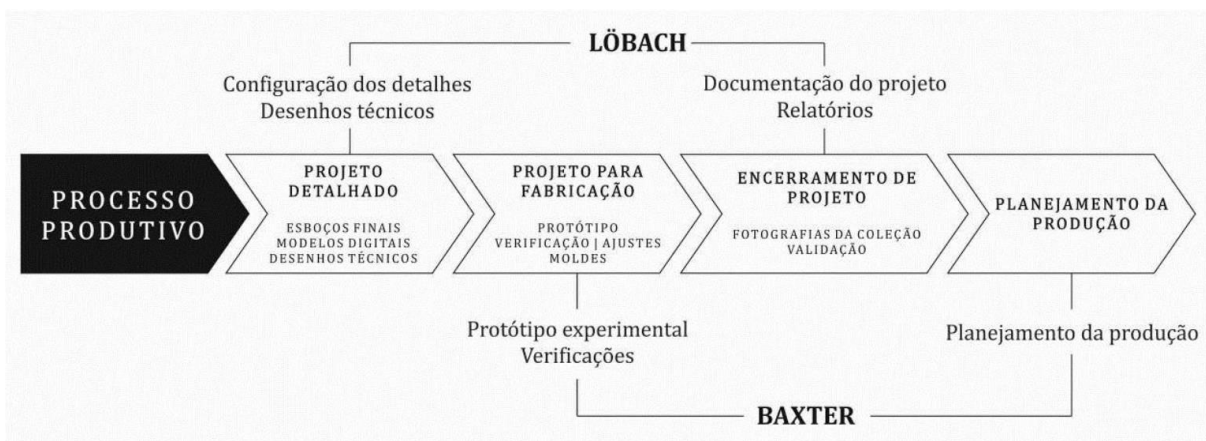 LÖBACH
Configuração dos detalhes
Desenhos técnicos
Documentação do projeto
Relatórios
PROCESSO
PRODUTIVO
PROJETO
DETALHADO
ESBOÇOS FINAIS
MODELOS DIGITAIS
DESENHOS TÉCNICOS
PROJETO PARA
FABRICAÇÃO
PROTÓTIPO
VERIFICAÇÃO | AJUSTES
MOLDES
ENCERRAMENTO DE
PROJETO
FOTOGRAFIAS DA COLEÇÃO
VALIDAÇÃO
PLANEJAMENTO DA
PRODUÇÃO
Protótipo experimental
Verificações
Planejamento da produção
BAXTER